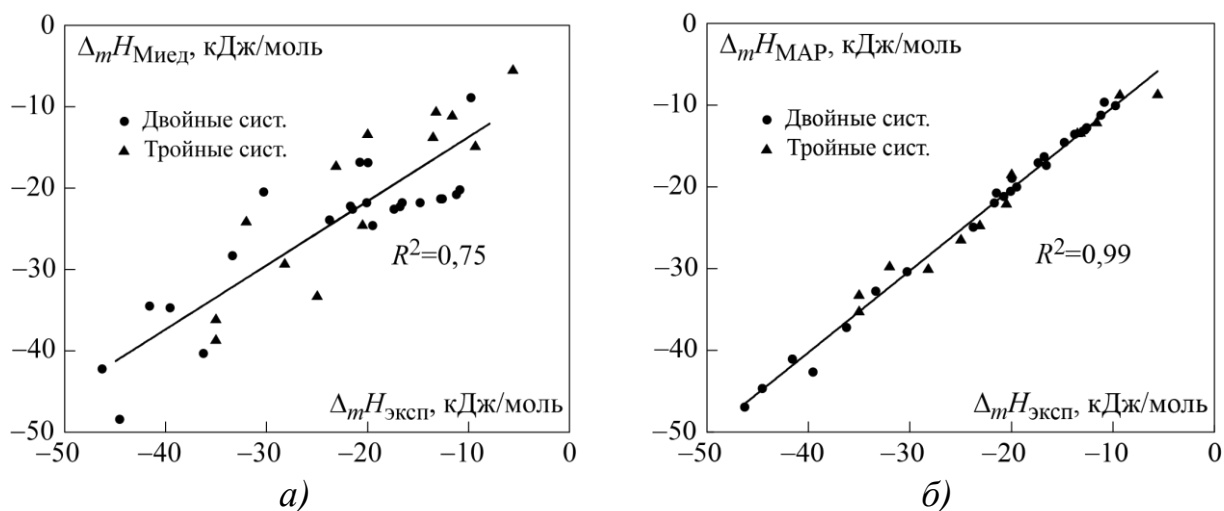 0
Δ_mH_Миед, кДж/моль
−10
● Двойные сист.
▲ Тройные сист.
−20
R²=0,75
−30
−40
Δ_mH_эксп, кДж/моль
−50
−50 −40 −30 −20 −10 0
а)
0
Δ_mH_МАР, кДж/моль
−10
● Двойные сист.
▲ Тройные сист.
−20
R²=0,99
−30
−40
Δ_mH_эксп, кДж/моль
−50
−50 −40 −30 −20 −10 0
б)